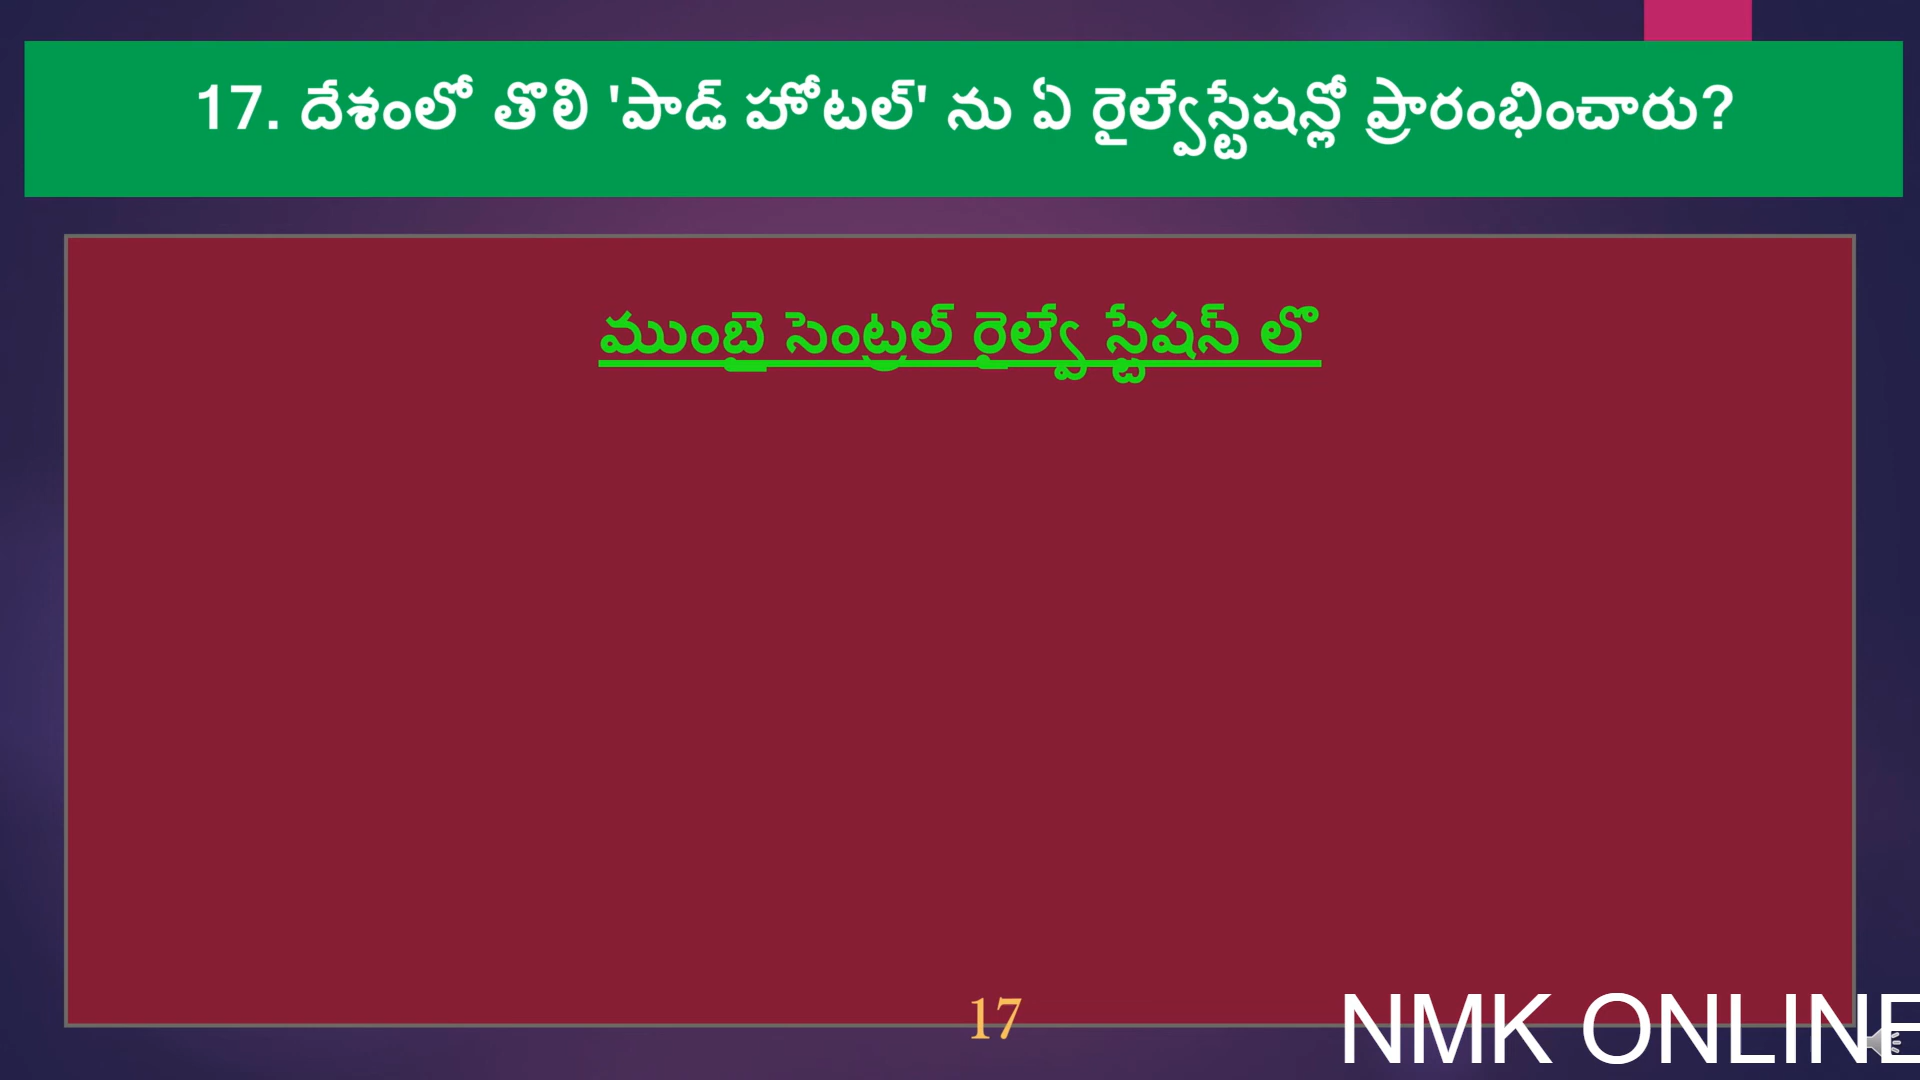 17. దేశంలో తొలి 'పాడ్ హోటల్' ను ఏ రైల్వేస్టేషన్లో ప్రారంభించారు?
ముంబై సెంట్రల్ రైల్వే స్టేషన్ లొ
17
NMK ONLINE